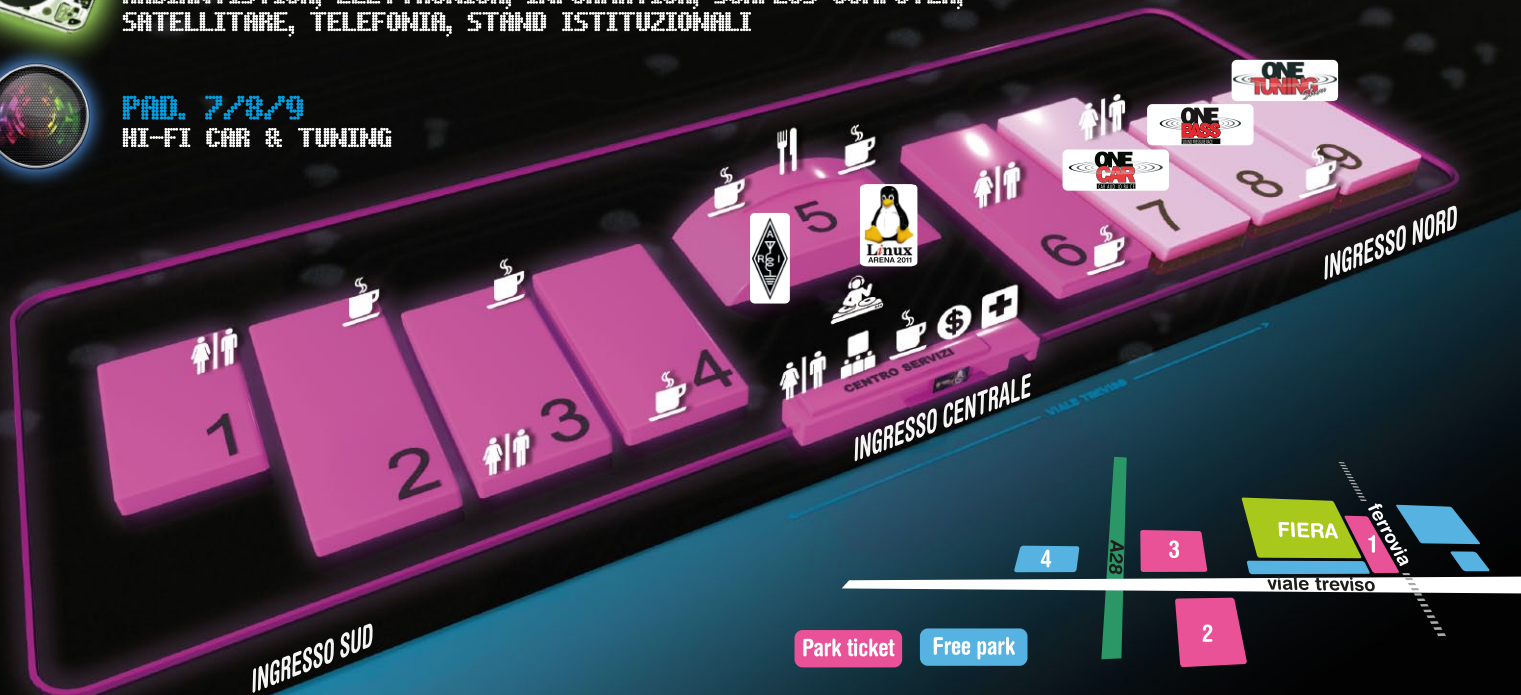 SATELLITARE, TELEFONIA, STAND ISTITUZIONALI
PAD. 7/8/9
HI-FI CAR & TUNING
ONE
TUNING
Show
ONE
BASS
ONE
CAR
9
8
7
6
5
A
R I
Linux
ARENA 2011
4
3
2
1
$
CENTRO SERVIZI
INGRESSO NORD
INGRESSO CENTRALE
INGRESSO SUD
VIALE TREVISO
FIERA
1
ferrovia
3
A28
4
viale treviso
2
Park ticket
Free park